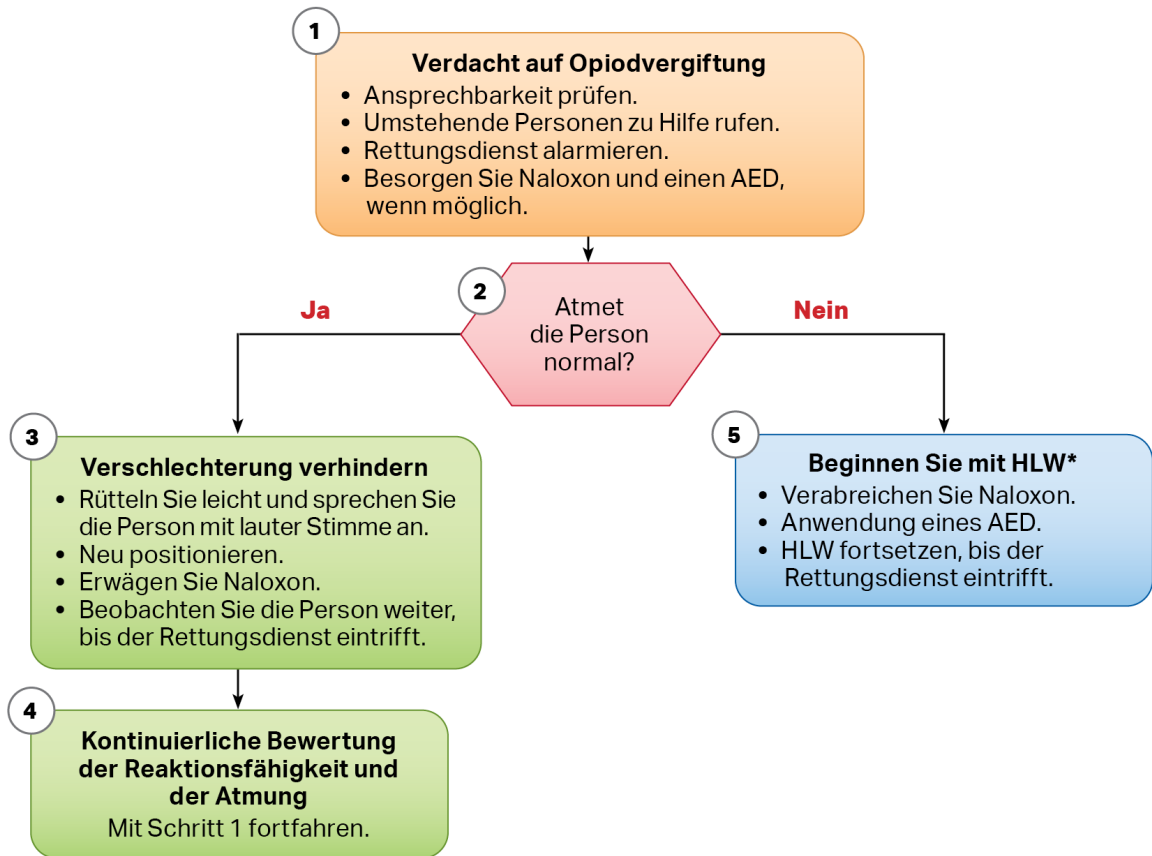 1
Verdacht auf Opiodvergiftung
• Ansprechbarkeit prüfen.
• Umstehende Personen zu Hilfe rufen.
• Rettungsdienst alarmieren.
• Besorgen Sie Naloxon und einen AED,
wenn möglich.
2
Atmet
die Person
normal?
Ja
Nein
3
Verschlechterung verhindern
• Rütteln Sie leicht und sprechen Sie
die Person mit lauter Stimme an.
• Neu positionieren.
• Erwägen Sie Naloxon.
• Beobachten Sie die Person weiter,
bis der Rettungsdienst eintrifft.
4
Kontinuierliche Bewertung
der Reaktionsfähigkeit und
der Atmung
Mit Schritt 1 fortfahren.
5
Beginnen Sie mit HLW*
• Verabreichen Sie Naloxon.
• Anwendung eines AED.
• HLW fortsetzen, bis der
Rettungsdienst eintrifft.